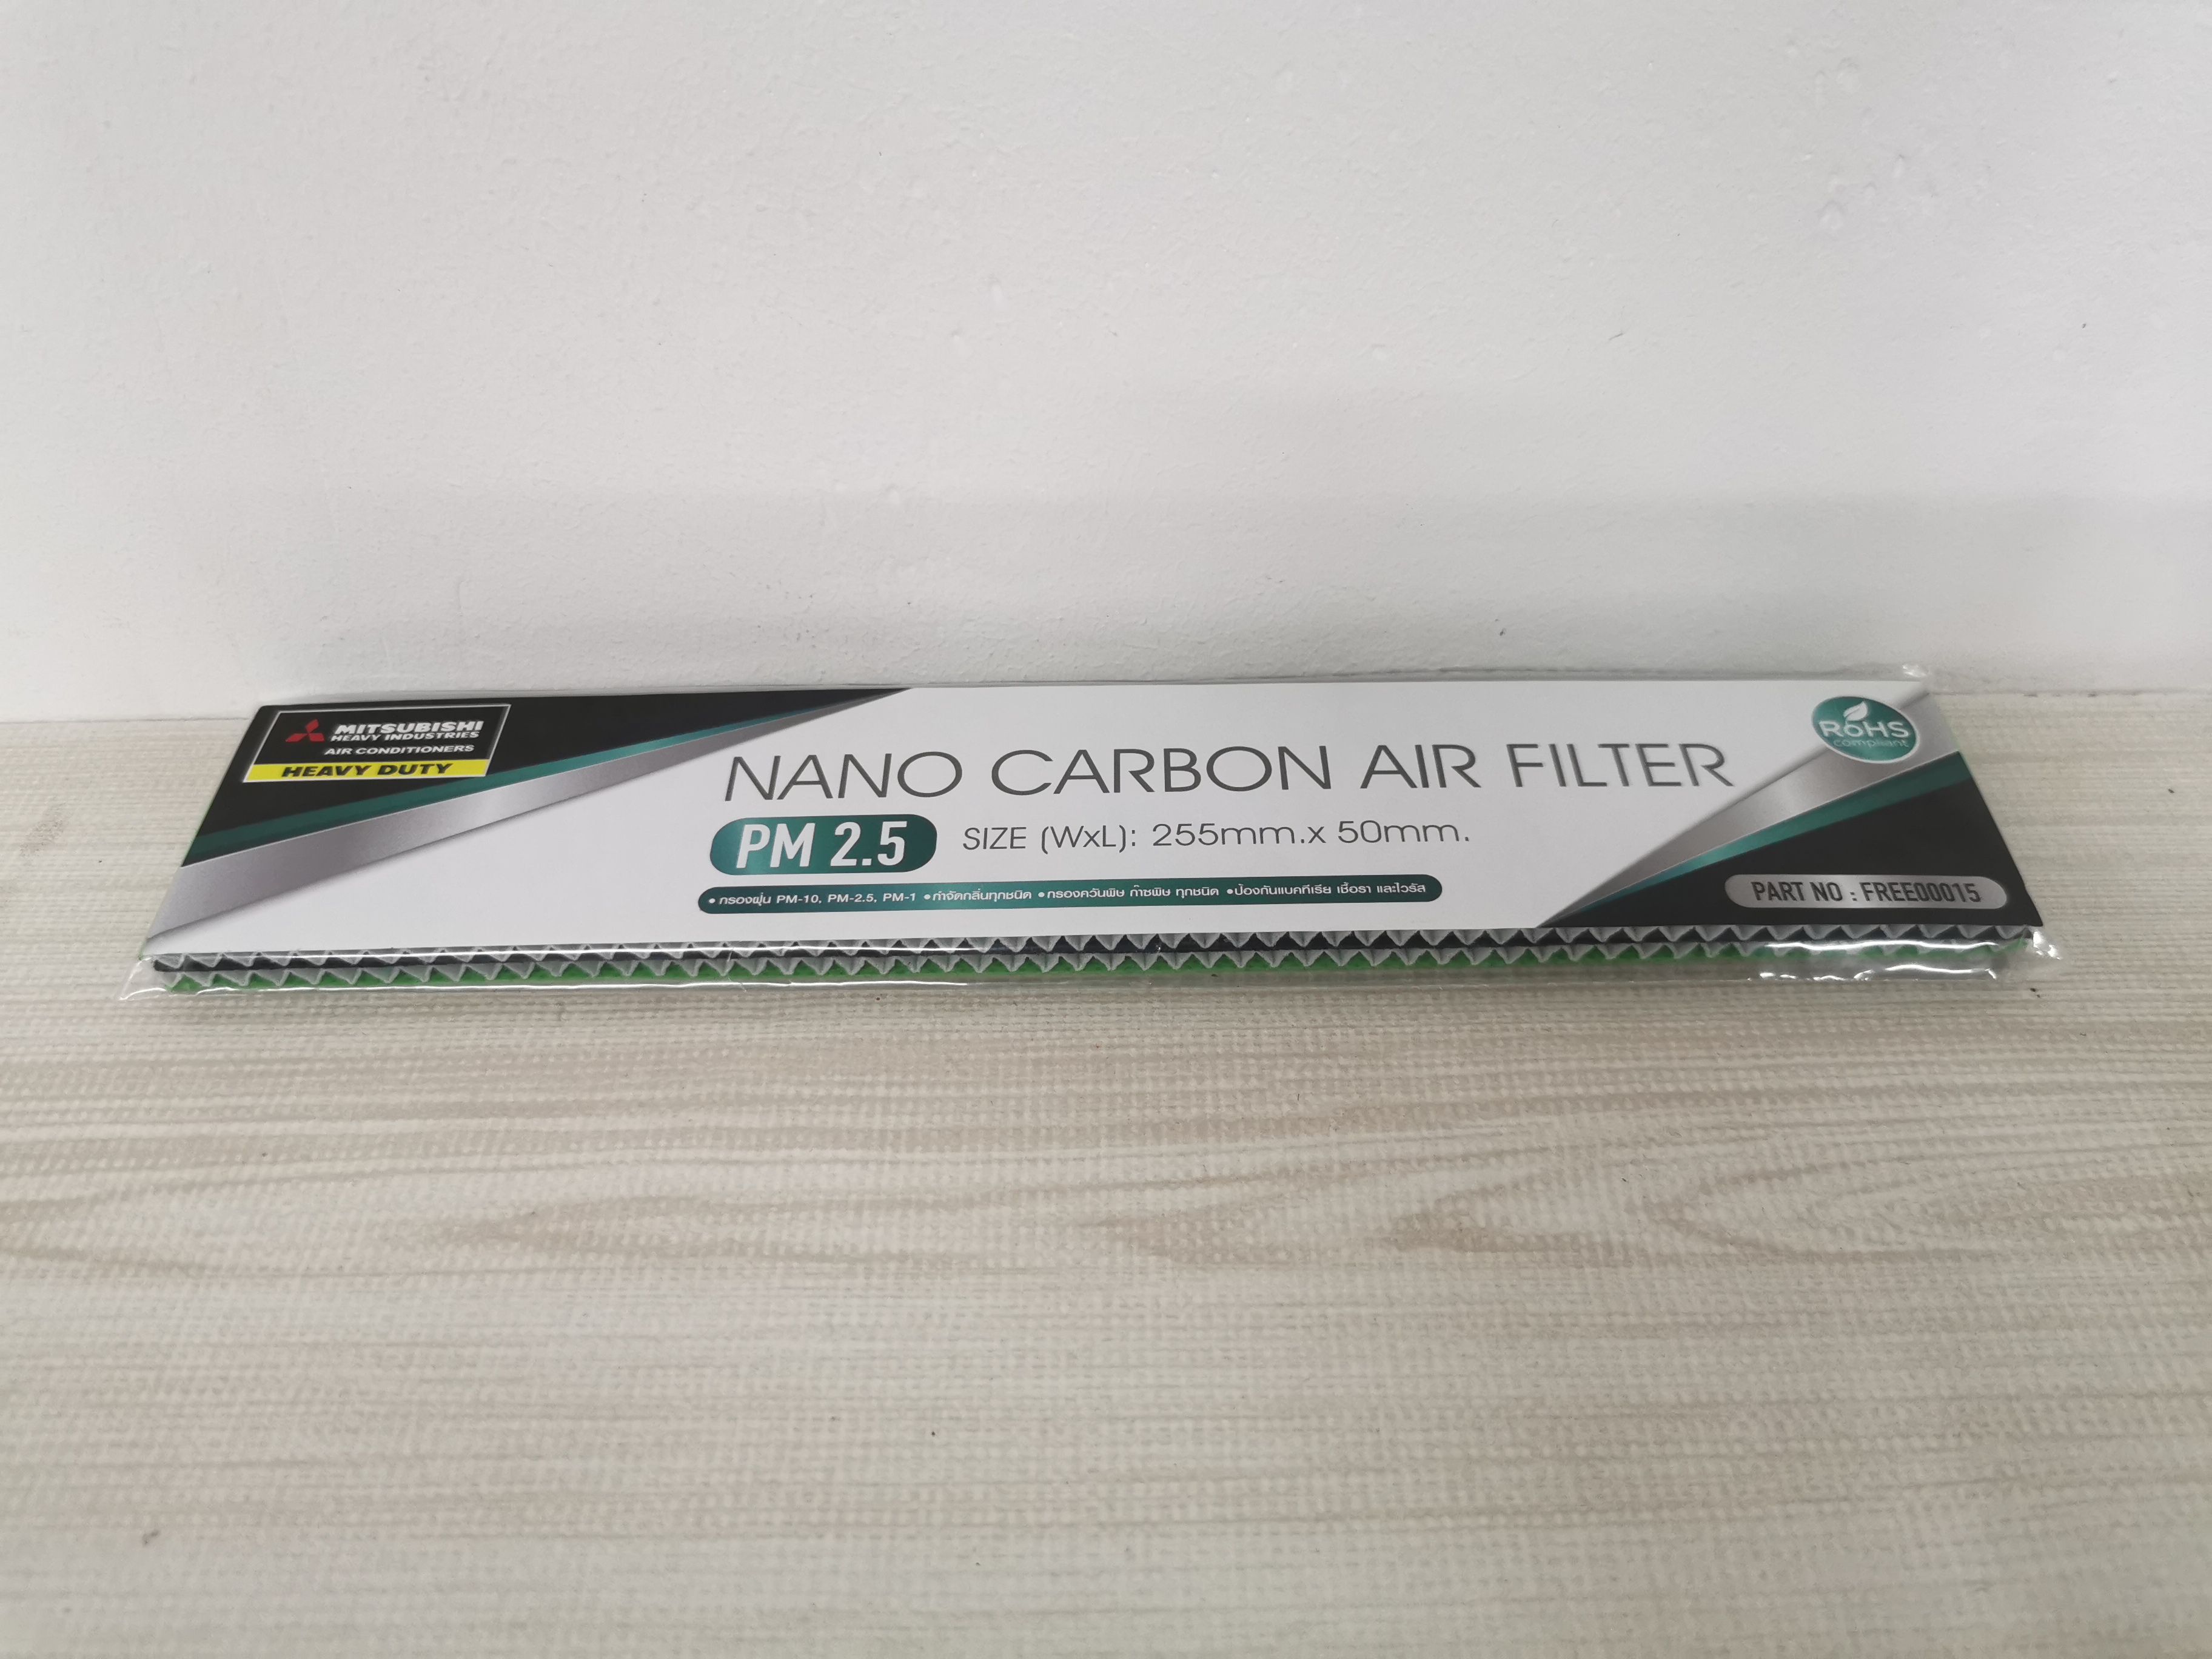 MITSUBISHI
HEAVY INDUSTRIES
AIR CONDITIONERS
HEAVY DUTY
NANO CARBON AIR FILTER
RoHS
compliant
PM 2.5 SIZE (WxL): 255mm.x 50mm.
• กรองฝุ่น PM-10, PM-2.5, PM-1 • กำจัดกลิ่นทุกชนิด • กรองควันพิษ ก๊าซพิษ ทุกชนิด • ป้องกันแบคทีเรีย เชื้อรา และไวรัส
PART NO : FREE00015